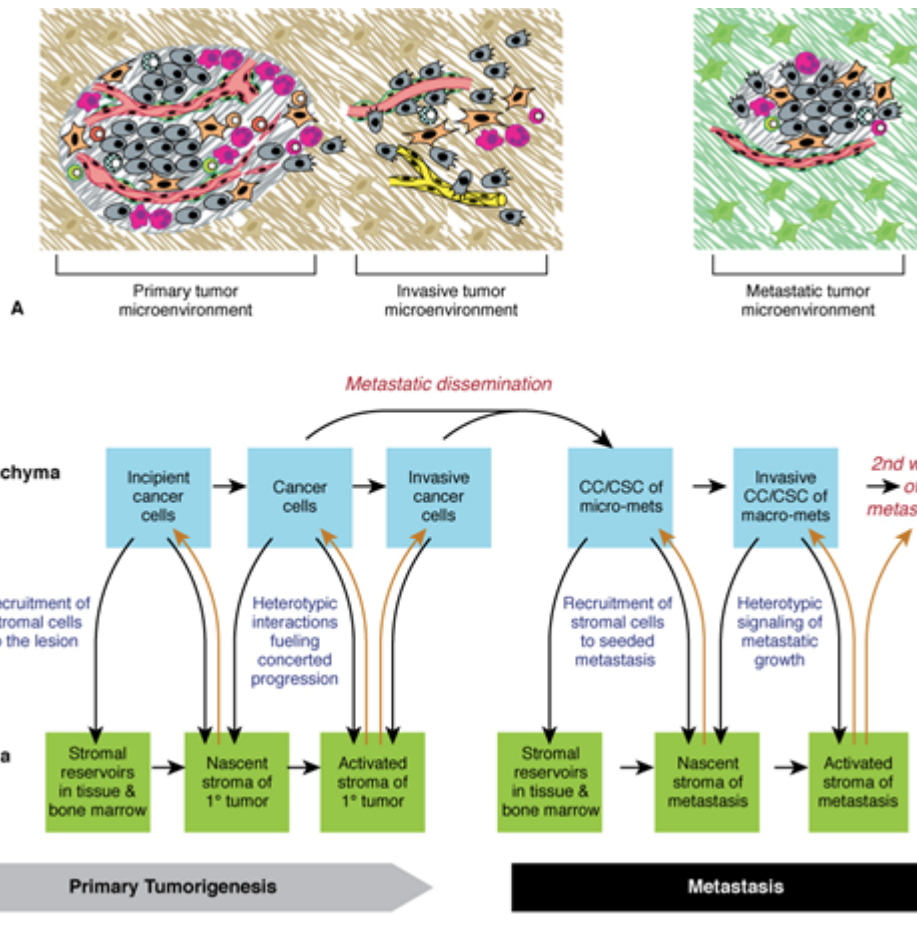 Primary tumor
microenvironment
Invasive tumor
microenvironment
Metastatic tumor
microenvironment
A
Metastatic dissemination
chyma
Incipient
cancer
cells
Cancer
cells
Invasive
cancer
cells
CC/CSC of
micro-mets
Invasive
CC/CSC of
macro-mets
2nd w
of
metas
ecruitment of
tromal cells
o the lesion
Heterotypic
interactions
fueling
concerted
progression
Recruitment of
stromal cells
to seeded
metastasis
Heterotypic
signaling of
metastatic
growth
a
Stromal
reservoirs
in tissue &
bone marrow
Nascent
stroma of
1° tumor
Activated
stroma of
1° tumor
Stromal
reservoirs
in tissue &
bone marrow
Nascent
stroma of
metastasis
Activated
stroma of
metastasis
Primary Tumorigenesis
Metastasis